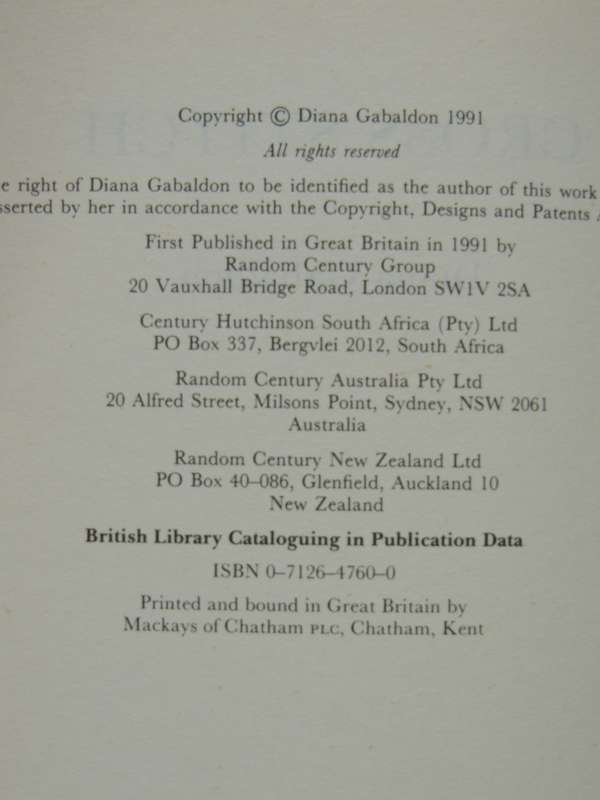 Copyright © Diana Gabaldon 1991
All rights reserved
e right of Diana Gabaldon to be identified as the author of this work
sserted by her in accordance with the Copyright, Designs and Patents A
First Published in Great Britain in 1991 by
Random Century Group
20 Vauxhall Bridge Road, London SW1V 2SA
Century Hutchinson South Africa (Pty) Ltd
PO Box 337, Bergvlei 2012, South Africa
Random Century Australia Pty Ltd
20 Alfred Street, Milsons Point, Sydney, NSW 2061
Australia
Random Century New Zealand Ltd
PO Box 40–086, Glenfield, Auckland 10
New Zealand
British Library Cataloguing in Publication Data
ISBN 0–7126–4760–0
Printed and bound in Great Britain by
Mackays of Chatham PLC, Chatham, Kent